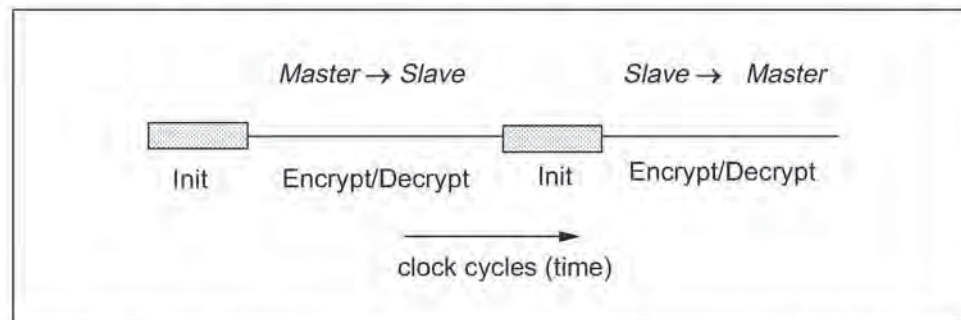 Master → Slave Slave → Master
Init Encrypt/Decrypt Init Encrypt/Decrypt
clock cycles (time)